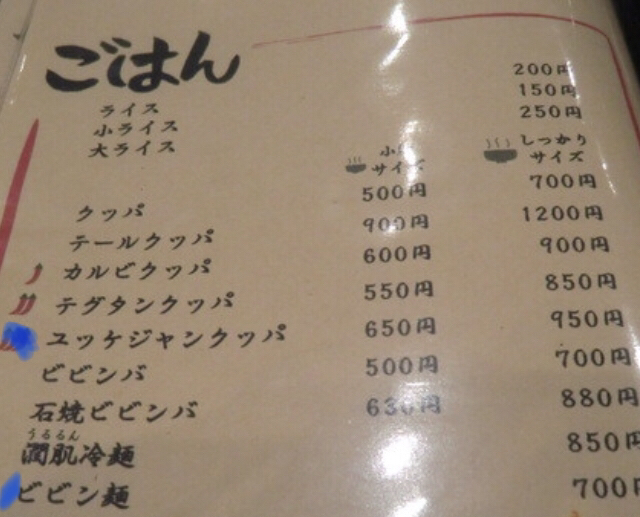 ごはん
ライス 200円
小ライス 150円
大ライス 250円
サイズ
しっかり
サイズ
クッパ 500円 700円
テールクッパ 900円 1200円
カルビクッパ 600円 900円
テグタンクッパ 550円 850円
ユッケジャンクッパ 650円 950円
ビビンバ 500円 700円
石焼ビビンバ 630円 880円
うるるん
潤肌冷麺 850円
ビビン麺 700円